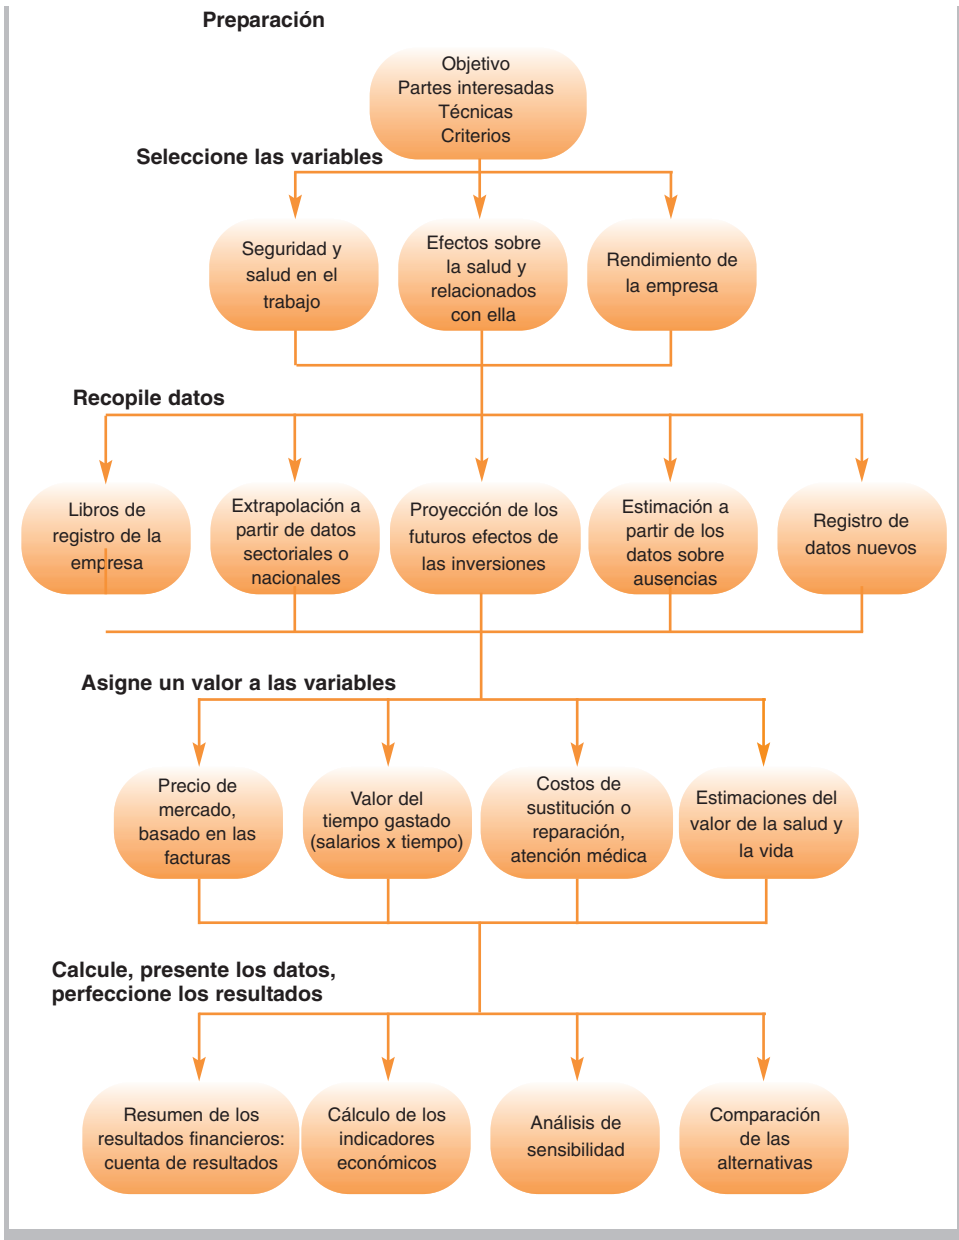 Preparación
Objetivo
Partes interesadas
Técnicas
Criterios
Seleccione las variables
Seguridad y
salud en el
trabajo
Efectos sobre
la salud y
relacionados
con ella
Rendimiento de
la empresa
Recopile datos
Libros de
registro de la
empresa
Extrapolación a
partir de datos
sectoriales o
nacionales
Proyección de los
futuros efectos de
las inversiones
Estimación a
partir de los
datos sobre
ausencias
Registro de
datos nuevos
Asigne un valor a las variables
Precio de
mercado,
basado en las
facturas
Valor del
tiempo gastado
(salarios x tiempo)
Costos de
sustitución o
reparación,
atención médica
Estimaciones del
valor de la salud y
la vida
Calcule, presente los datos,
perfeccione los resultados
Resumen de los
resultados financieros:
cuenta de resultados
Cálculo de los
indicadores
económicos
Análisis de
sensibilidad
Comparación
de las
alternativas